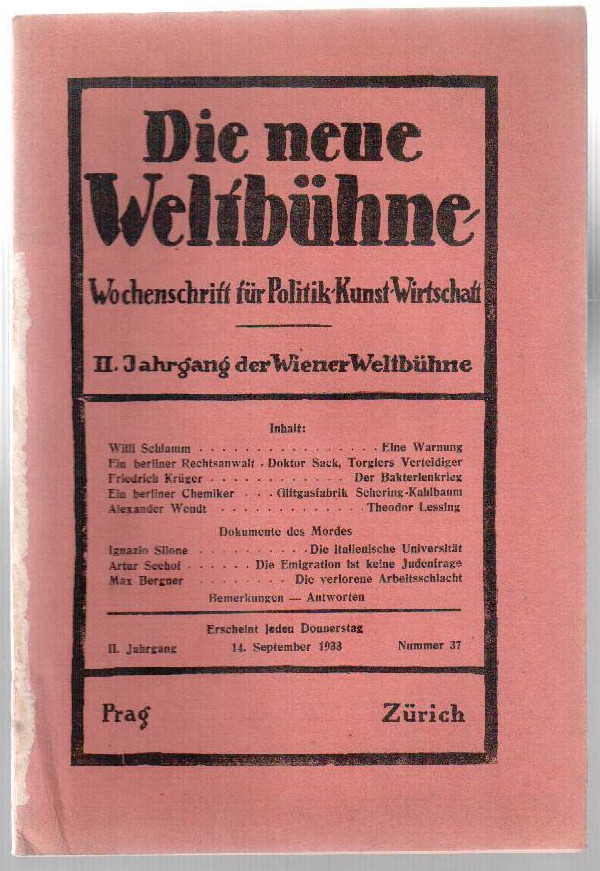 Die neue
Weltbühne
Wochenschrift für Politik-Kunst-Wirtschaft
II. Jahrgang der Wiener Weltbühne
Inhalt:
Willi Schlamm . . . . . . . . . . . . . . . . Eine Warnung
Ein berliner Rechtsanwalt . Doktor Sack, Torglers Verteidiger
Friedrich Krüger . . . . . . . . . . . . Der Bakterienkrieg
Ein berliner Chemiker . . . Giftgasfabrik Schering-Kahlbaum
Alexander Wendt . . . . . . . . . . . . . Theodor Lessing
Dokumente des Mordes
Ignazio Silone . . . . . . . . . . Die italienische Universität
Artur Seehof . . . . . . . Die Emigration ist keine Judenfrage
Max Bergner . . . . . . . Die verlorene Arbeitsschlacht
Bemerkungen — Antworten
Erscheint jeden Donnerstag
II. Jahrgang 14. September 1933 Nummer 37
Prag Zürich